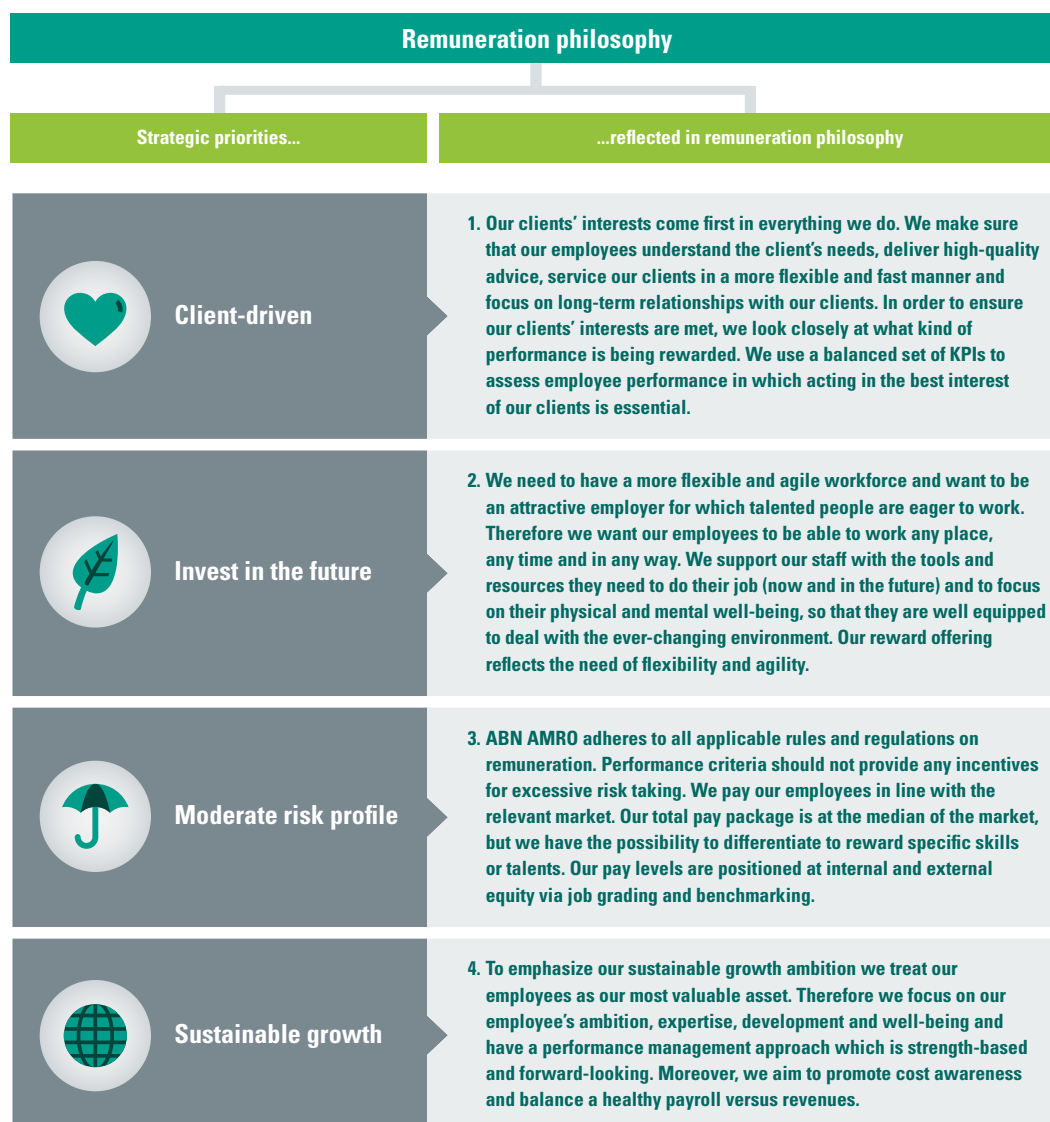 Remuneration philosophy
Strategic priorities...
...reflected in remuneration philosophy
Client-driven
1. Our clients’ interests come first in everything we do. We make sure
that our employees understand the client’s needs, deliver high-quality
advice, service our clients in a more flexible and fast manner and
focus on long-term relationships with our clients. In order to ensure
our clients’ interests are met, we look closely at what kind of
performance is being rewarded. We use a balanced set of KPIs to
assess employee performance in which acting in the best interest
of our clients is essential.
Invest in the future
2. We need to have a more flexible and agile workforce and want to be
an attractive employer for which talented people are eager to work.
Therefore we want our employees to be able to work any place,
any time and in any way. We support our staff with the tools and
resources they need to do their job (now and in the future) and to focus
on their physical and mental well-being, so that they are well equipped
to deal with the ever-changing environment. Our reward offering
reflects the need of flexibility and agility.
Moderate risk profile
3. ABN AMRO adheres to all applicable rules and regulations on
remuneration. Performance criteria should not provide any incentives
for excessive risk taking. We pay our employees in line with the
relevant market. Our total pay package is at the median of the market,
but we have the possibility to differentiate to reward specific skills
or talents. Our pay levels are positioned at internal and external
equity via job grading and benchmarking.
Sustainable growth
4. To emphasize our sustainable growth ambition we treat our
employees as our most valuable asset. Therefore we focus on our
employee’s ambition, expertise, development and well-being and
have a performance management approach which is strength-based
and forward-looking. Moreover, we aim to promote cost awareness
and balance a healthy payroll versus revenues.